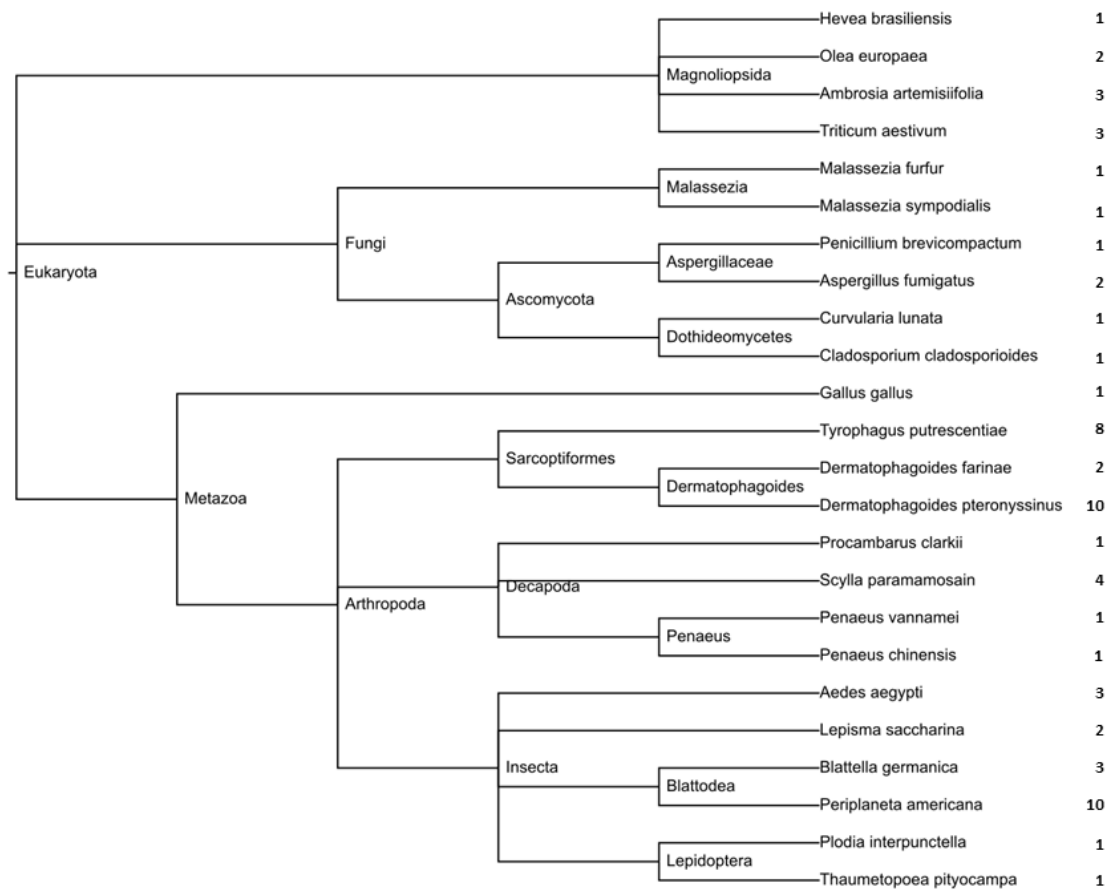 Hevea brasiliensis 1
Olea europaea 2
Magnoliopsida
Ambrosia artemisiifolia 3
Triticum aestivum 3
Malassezia furfur 1
Malassezia
Malassezia sympodialis 1
Fungi
Penicillium brevicompactum 1
Aspergillaceae
Eukaryota
Aspergillus fumigatus 2
Ascomycota
Curvularia lunata 1
Dothideomycetes
Cladosporium cladosporioides 1
Gallus gallus 1
Tyrophagus putrescentiae 8
Sarcoptiformes
Dermatophagoides farinae 2
Dermatophagoides
Metazoa
Dermatophagoides pteronyssinus 10
Procambarus clarkii 1
Decapoda
Scylla paramamosain 4
Arthropoda
Penaeus vannamei 1
Penaeus
Penaeus chinensis 1
Aedes aegypti 3
Lepisma saccharina 2
Insecta
Blattella germanica 3
Blattodea
Periplaneta americana 10
Plodia interpunctella 1
Lepidoptera
Thaumetopoea pityocampa 1